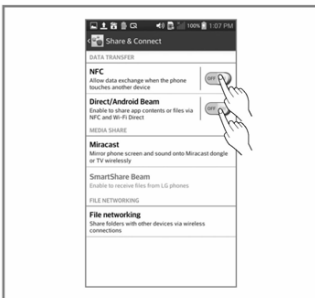 100% 1:07 PM
Share & Connect
DATA TRANSFER
NFC
Allow data exchange when the phone
touches another device
OFF
Direct/Android Beam
Enable to share app contents or files via
NFC and Wi-Fi Direct
OFF
MEDIA SHARE
Miracast
Mirror phone screen and sound onto Miracast dongle
or TV wirelessly
SmartShare Beam
Enable to receive files from LG phones
FILE NETWORKING
File networking
Share folders with other devices via wireless
connections